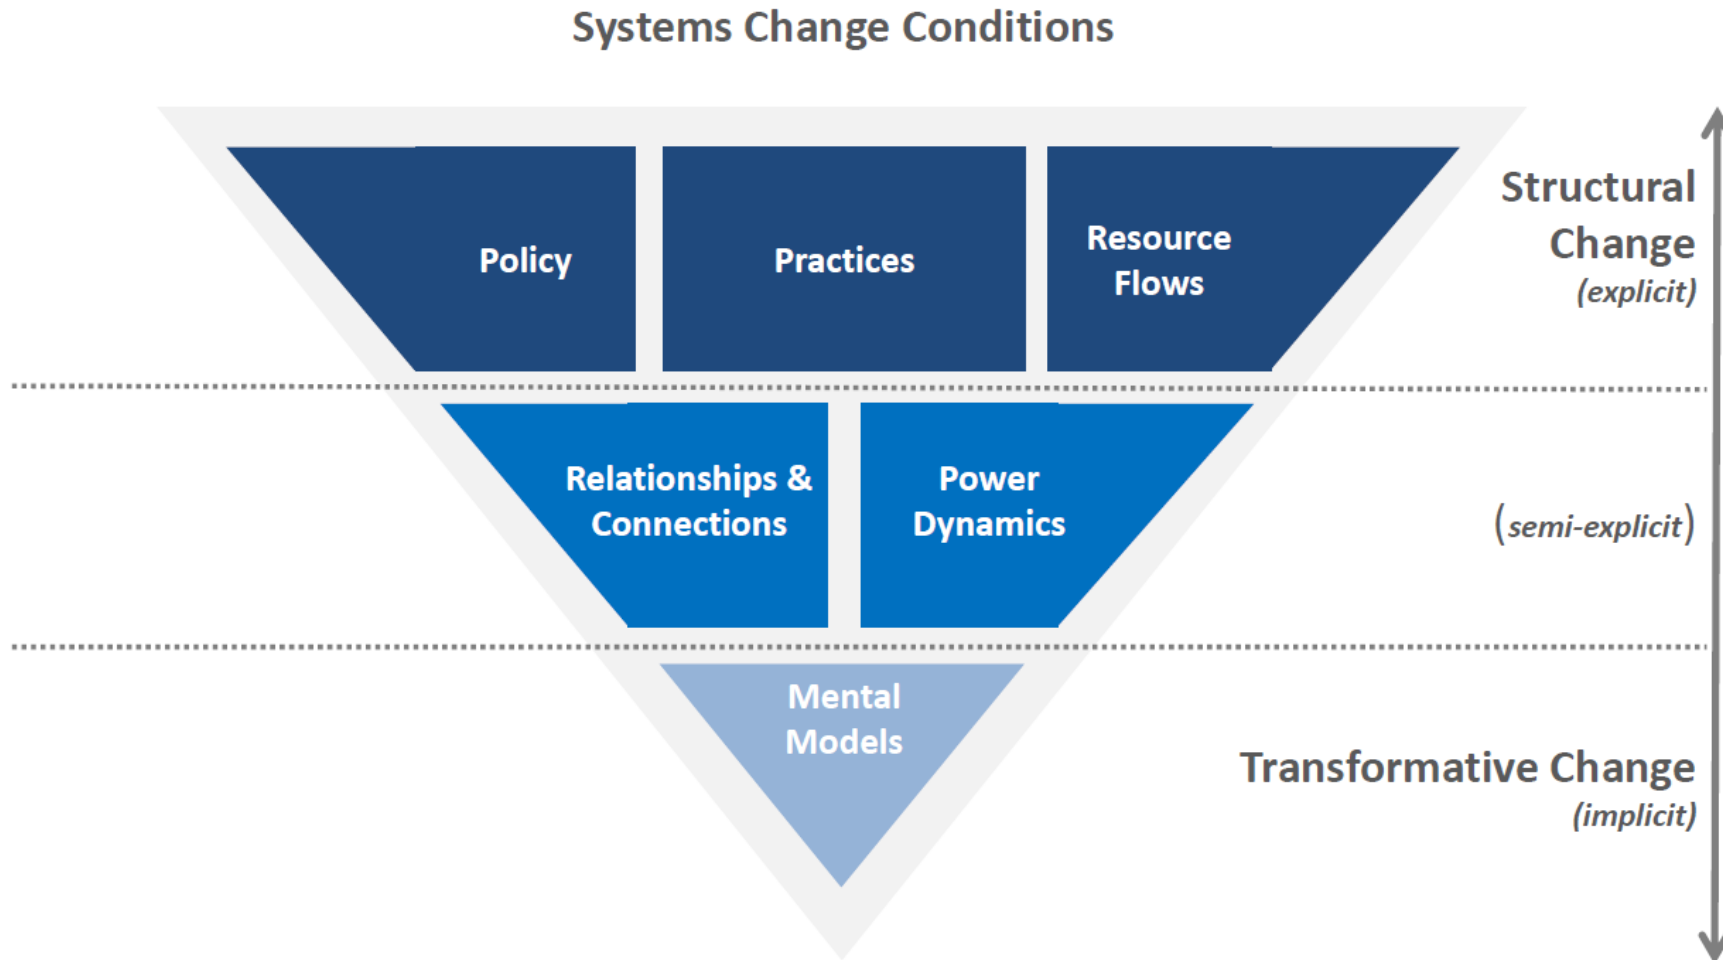 Systems Change Conditions
Policy
Practices
Resource
Flows
Structural
Change
(explicit)
Relationships &
Connections
Power
Dynamics
(semi-explicit)
Mental
Models
Transformative Change
(implicit)